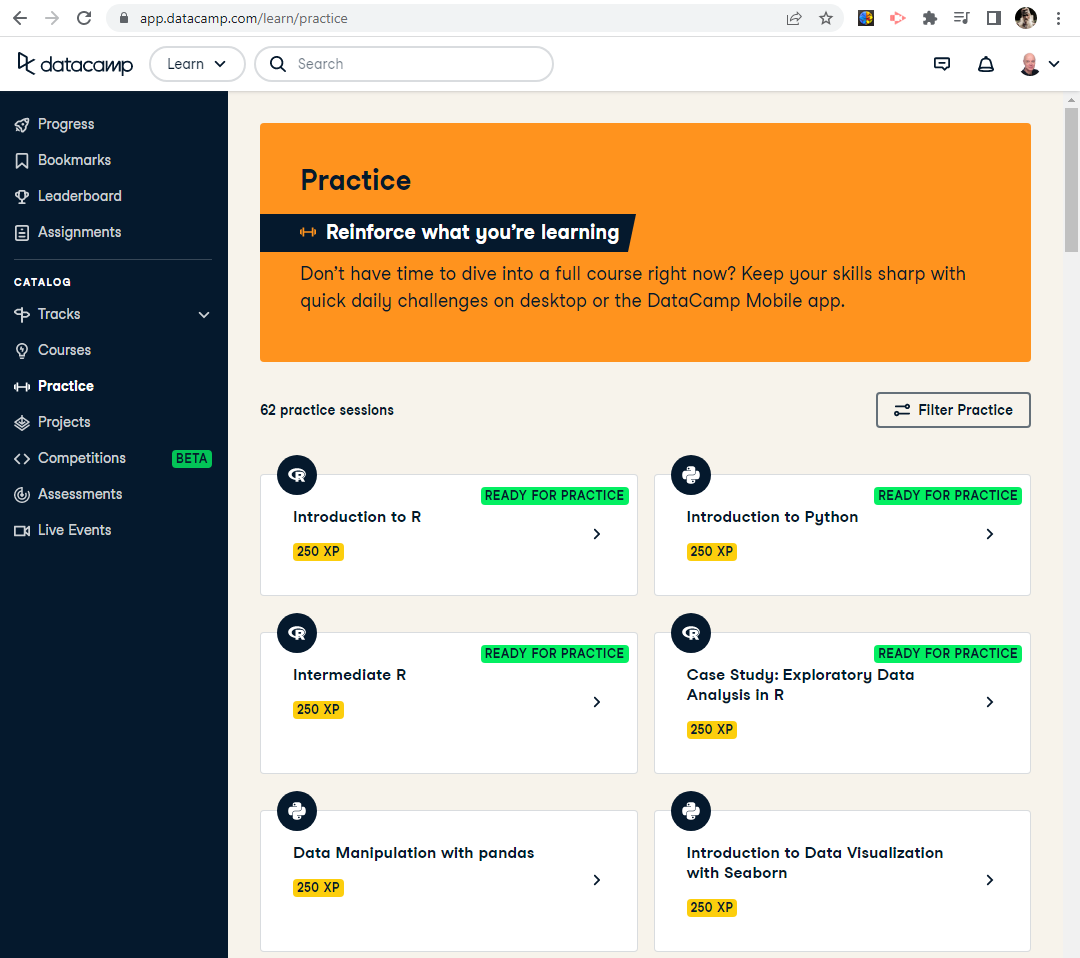 app.datacamp.com/learn/practice
datacamp
Learn
Search
Progress
Bookmarks
Leaderboard
Assignments
CATALOG
Tracks
Courses
Practice
Projects
Competitions BETA
Assessments
Live Events
Practice
Reinforce what you’re learning
Don’t have time to dive into a full course right now? Keep your skills sharp with
quick daily challenges on desktop or the DataCamp Mobile app.
62 practice sessions
Filter Practice
READY FOR PRACTICE
Introduction to R
250 XP
READY FOR PRACTICE
Introduction to Python
250 XP
READY FOR PRACTICE
Intermediate R
250 XP
READY FOR PRACTICE
Case Study: Exploratory Data
Analysis in R
250 XP
Data Manipulation with pandas
250 XP
Introduction to Data Visualization
with Seaborn
250 XP